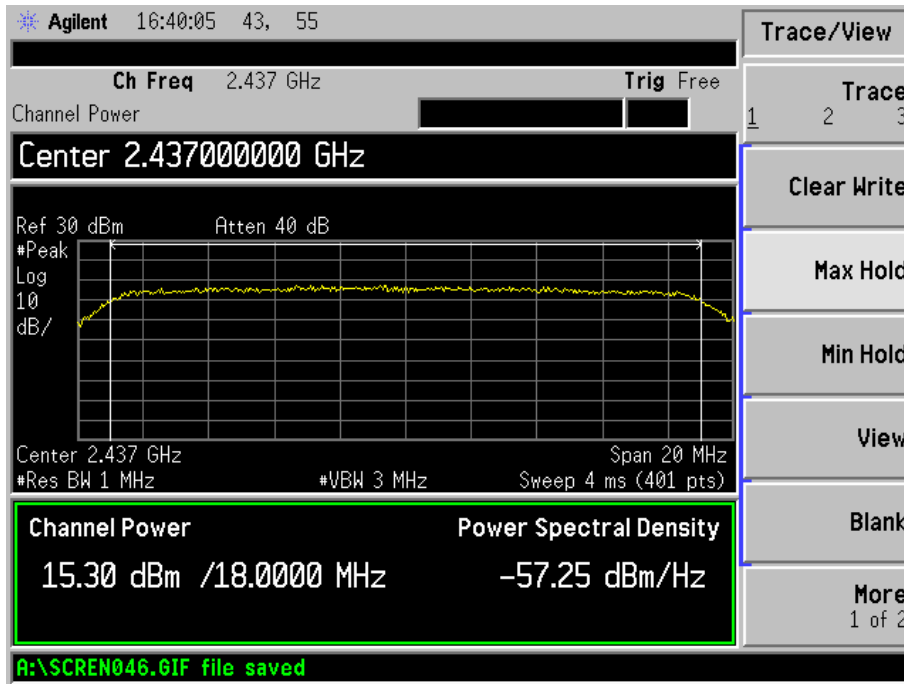 Agilent 16:40:05 43, 55
Trace/View
Ch Freq 2.437 GHz Trig Free
Channel Power
Trace
1 2 3
Center 2.437000000 GHz
Clear Write
Ref 30 dBm Atten 40 dB
#Peak
Log
10
dB/
Max Hold
Min Hold
View
Center 2.437 GHz Span 20 MHz
#Res BW 1 MHz #VBW 3 MHz Sweep 4 ms (401 pts)
Channel Power Power Spectral Density
15.30 dBm /18.0000 MHz -57.25 dBm/Hz
Blank
More
1 of 2
A:\SCREN046.GIF file saved